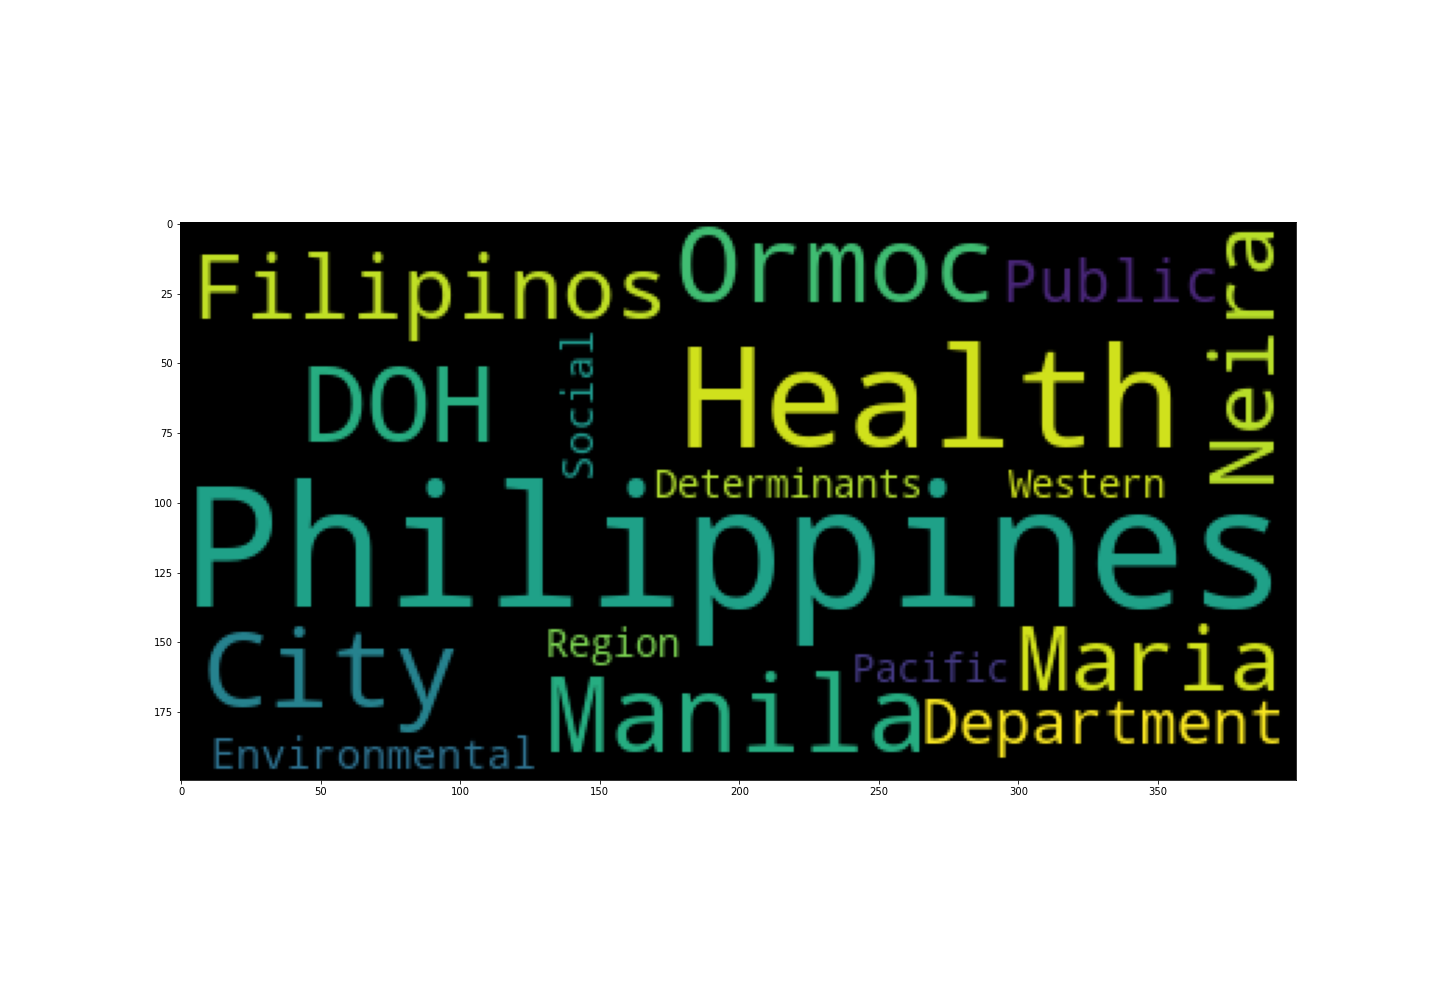 0
25
50
75
100
125
150
175
Filipinos
Ormoc
Public
Neira
DOH
Social
Health
Determinants
Western
Philippines
City
Region
Pacific
Maria
Manila
Department
Environmental
0 50 100 150 200 250 300 350